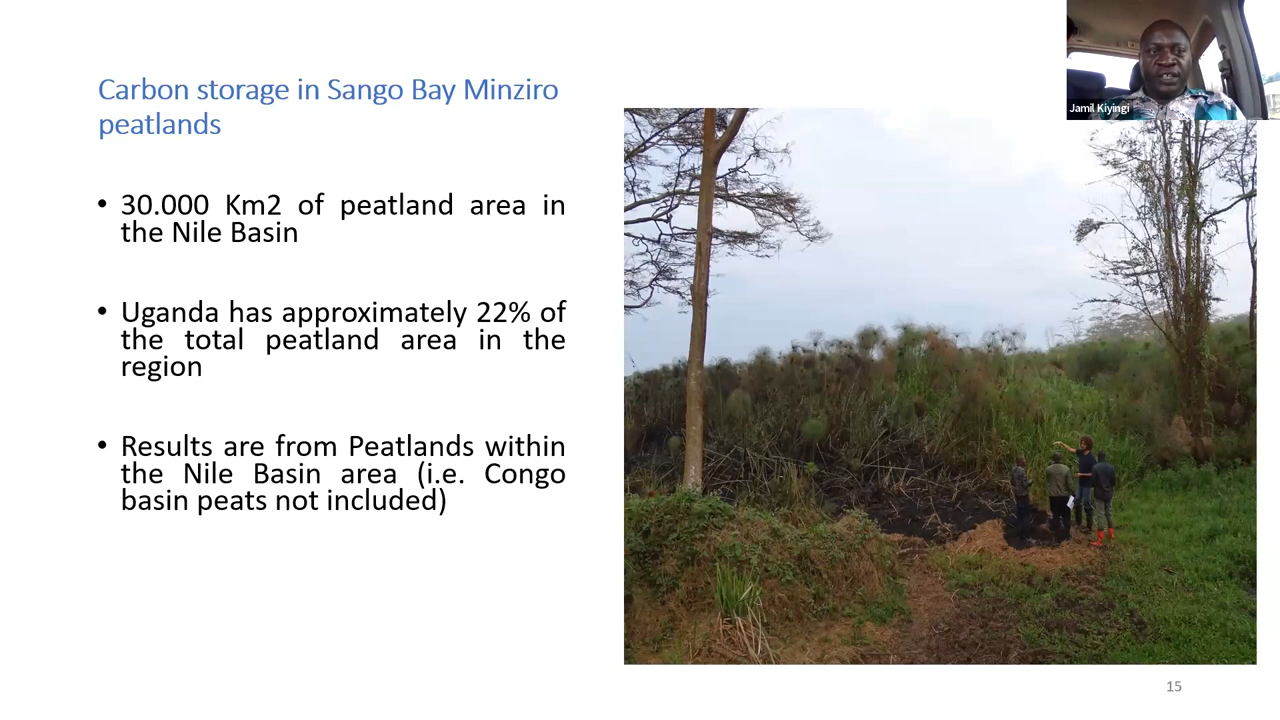 Jamil Kiyingi
Carbon storage in Sango Bay Minziro
peatlands
• 30.000 Km2 of peatland area in
the Nile Basin
• Uganda has approximately 22% of
the total peatland area in the
region
• Results are from Peatlands within
the Nile Basin area (i.e. Congo
basin peats not included)
15